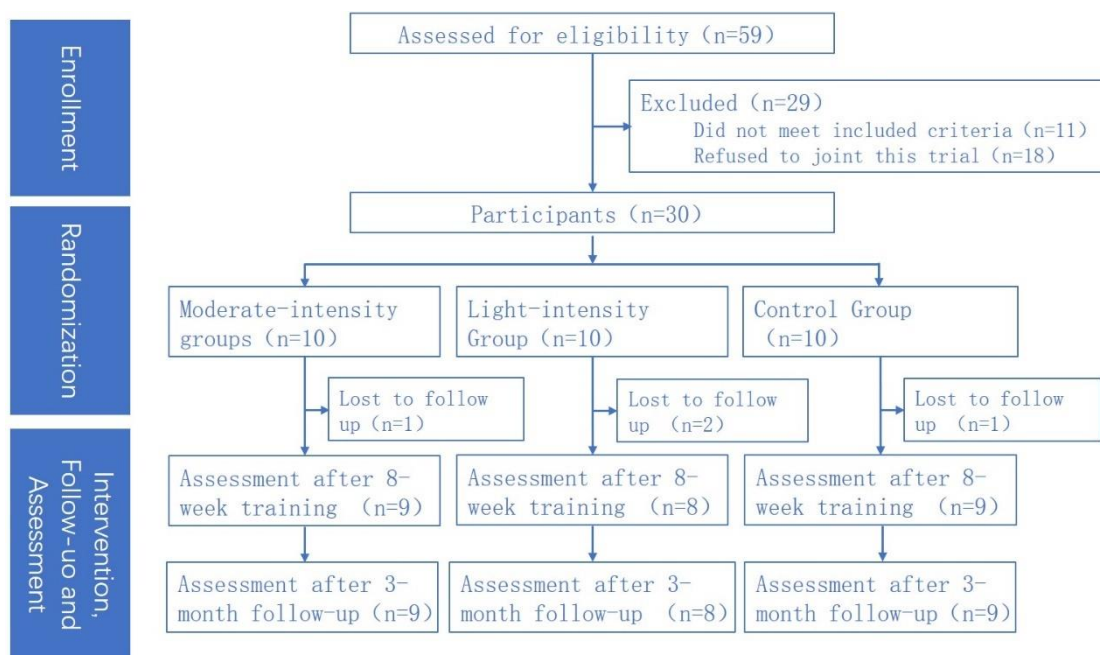 Enrollment
Assessed for eligibility (n=59)
Excluded (n=29)
Did not meet included criteria (n=11)
Refused to joint this trial (n=18)
Participants (n=30)
Randomization
Moderate-intensity
groups (n=10)
Light-intensity
Group (n=10)
Control Group
(n=10)
Lost to follow
up (n=1)
Lost to follow
up (n=2)
Lost to follow
up (n=1)
Intervention,
Follow-uo and
Assessment
Assessment after 8-
week training (n=9)
Assessment after 8-
week training (n=8)
Assessment after 8-
week training (n=9)
Assessment after 3-
month follow-up (n=9)
Assessment after 3-
month follow-up (n=8)
Assessment after 3-
month follow-up (n=9)